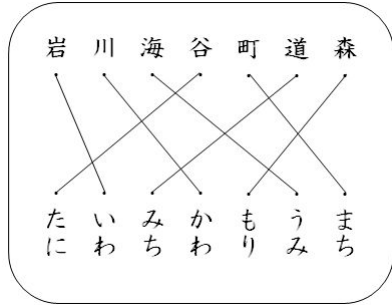 岩 川 海 谷 町 道 森
たに いわ みち かわ もり うみ まち